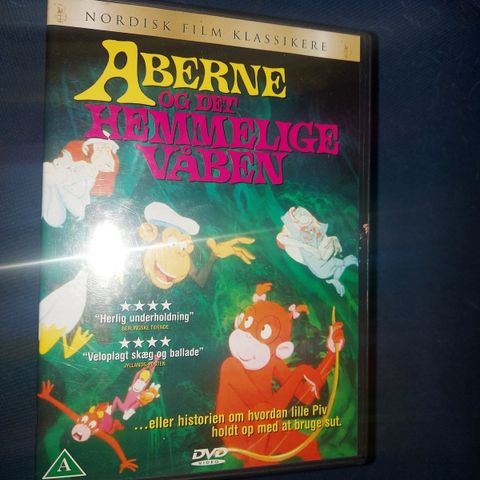 NORDISK FILM KLASSIKERE
ABERNE
OG DET
HEMMELIGE
VÅBEN
"Herlig underholdning"
BERLINGSKE TIDENDE
"Veloplagt skæg og ballade"
JYLLANDS-POSTEN
...eller historien om hvordan lille Piv
holdt op med at bruge sut.
A
DVD
VIDEO